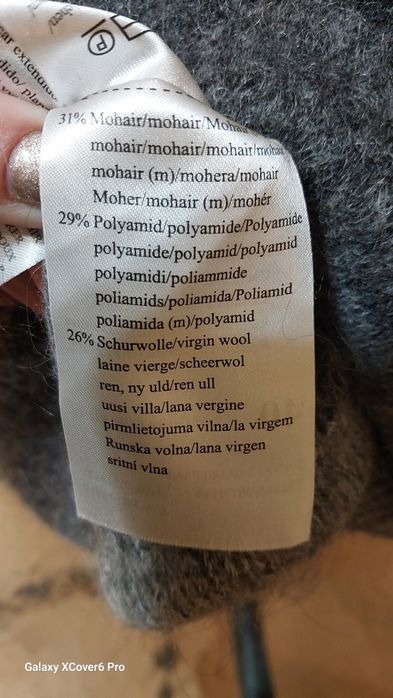 31% Mohair/mohair/Mohair
mohair/mohair/mohair/mohair
mohair (m)/mohera/mohair
Moher/mohair (m)/mohér
29% Polyamid/polyamide/Polyamide
polyamide/polyamid/polyamid
polyamidi/poliammide
poliamids/poliamida/Poliamid
poliamida (m)/polyamid
26% Schurwolle/virgin wool
laine vierge/scheerwol
ren, ny uld/ren ull
uusi villa/lana vergine
pirmlietojuma vilna/la virgem
Runska volna/lana virgen
sritní vlna
P
Galaxy XCover6 Pro